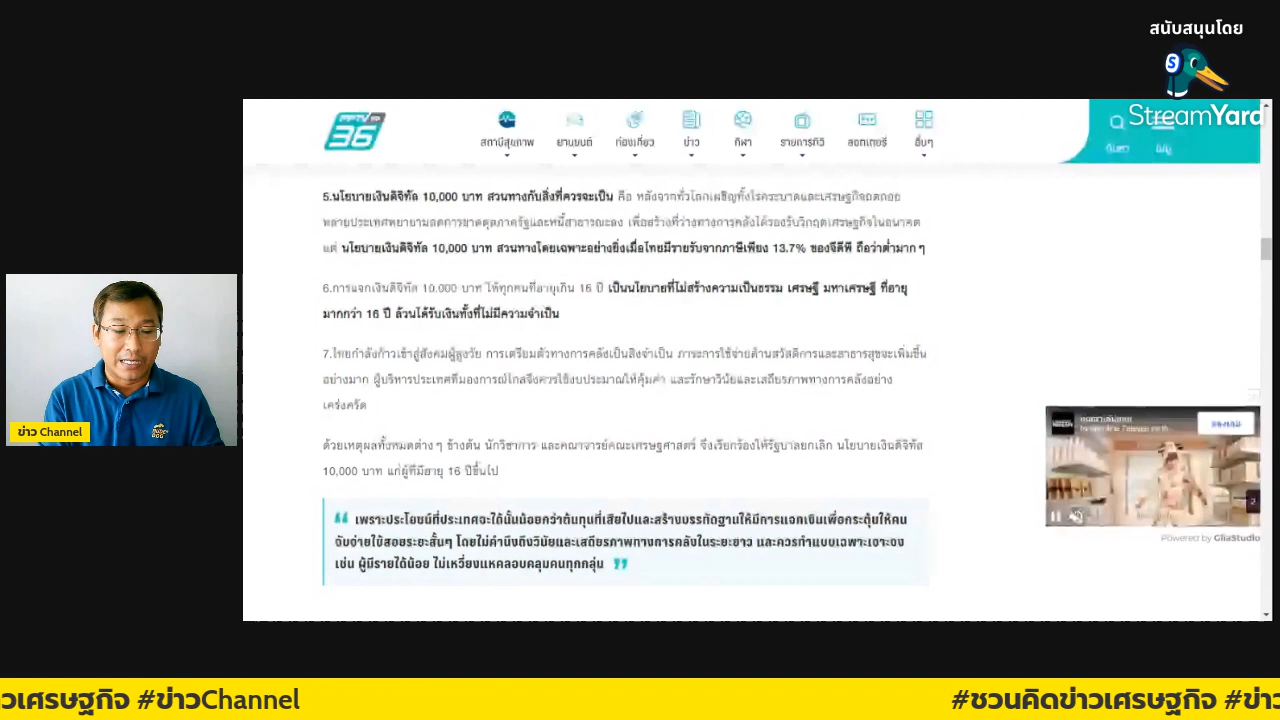 สนับสนุนโดย
StreamYard
PPTV HD
36
สถานีสุขภาพ ยานยนต์ ท่องเที่ยว ข่าว กีฬา รายการทีวี ลอตเตอรี่ อื่นๆ
ค้นหา เมนู
5.นโยบายเงินดิจิทัล 10,000 บาท สวนทางกับสิ่งที่ควรจะเป็น คือ หลังจากทั่วโลกเผชิญทั้งโรคระบาดและเศรษฐกิจถดถอย
หลายประเทศพยายามลดการขาดดุลภาครัฐและหนี้สาธารณะลง เพื่อสร้างที่ว่างทางการคลังไว้รองรับวิกฤตเศรษฐกิจในอนาคต
แต่ นโยบายเงินดิจิทัล 10,000 บาท สวนทางโดยเฉพาะอย่างยิ่งเมื่อไทยมีรายรับจากภาษีเพียง 13.7% ของจีดีพี ถือว่าต่ำมาก ๆ
6.การแจกเงินดิจิทัล 10,000 บาท ให้ทุกคนที่อายุเกิน 16 ปี เป็นนโยบายที่ไม่สร้างความเป็นธรรม เศรษฐี มหาเศรษฐี ที่อายุ
มากกว่า 16 ปี ล้วนได้รับเงินทั้งที่ไม่มีความจำเป็น
7.ไทยกำลังก้าวเข้าสู่สังคมผู้สูงวัย การเตรียมตัวทางการคลังเป็นสิ่งจำเป็น ภาระการใช้จ่ายด้านสวัสดิการและสาธารสุขจะเพิ่มขึ้น
อย่างมาก ผู้บริหารประเทศที่มองการณ์ไกลจึงควรใช้งบประมาณให้คุ้มค่า และรักษาวินัยและเสถียรภาพทางการคลังอย่าง
เคร่งครัด
ด้วยเหตุผลทั้งหมดต่าง ๆ ข้างต้น นักวิชาการ และคณาจารย์คณะเศรษฐศาสตร์ จึงเรียกร้องให้รัฐบาลยกเลิก นโยบายเงินดิจิทัล
10,000 บาท แก่ผู้ที่มีอายุ 16 ปีขึ้นไป
เพราะประโยชน์ที่ประเทศจะได้นั้นน้อยกว่าต้นทุนที่เสียไปและสร้างบรรทัดฐานให้มีการแจกเงินเพื่อกระตุ้นให้คน
จับจ่ายใช้สอยระยะสั้นๆ โดยไม่คำนึงถึงวินัยและเสถียรภาพทางการคลังในระยะยาว และควรทำแบบเฉพาะเจาะจง
เช่น ผู้มีรายได้น้อย ไม่เหวี่ยงแหคลอบคลุมคนทุกกลุ่ม
Powered by GliaStudio
ข่าว Channel
วเศรษฐกิจ #ข่าวChannel
#ชวนคิดข่าวเศรษฐกิจ #ข่าว